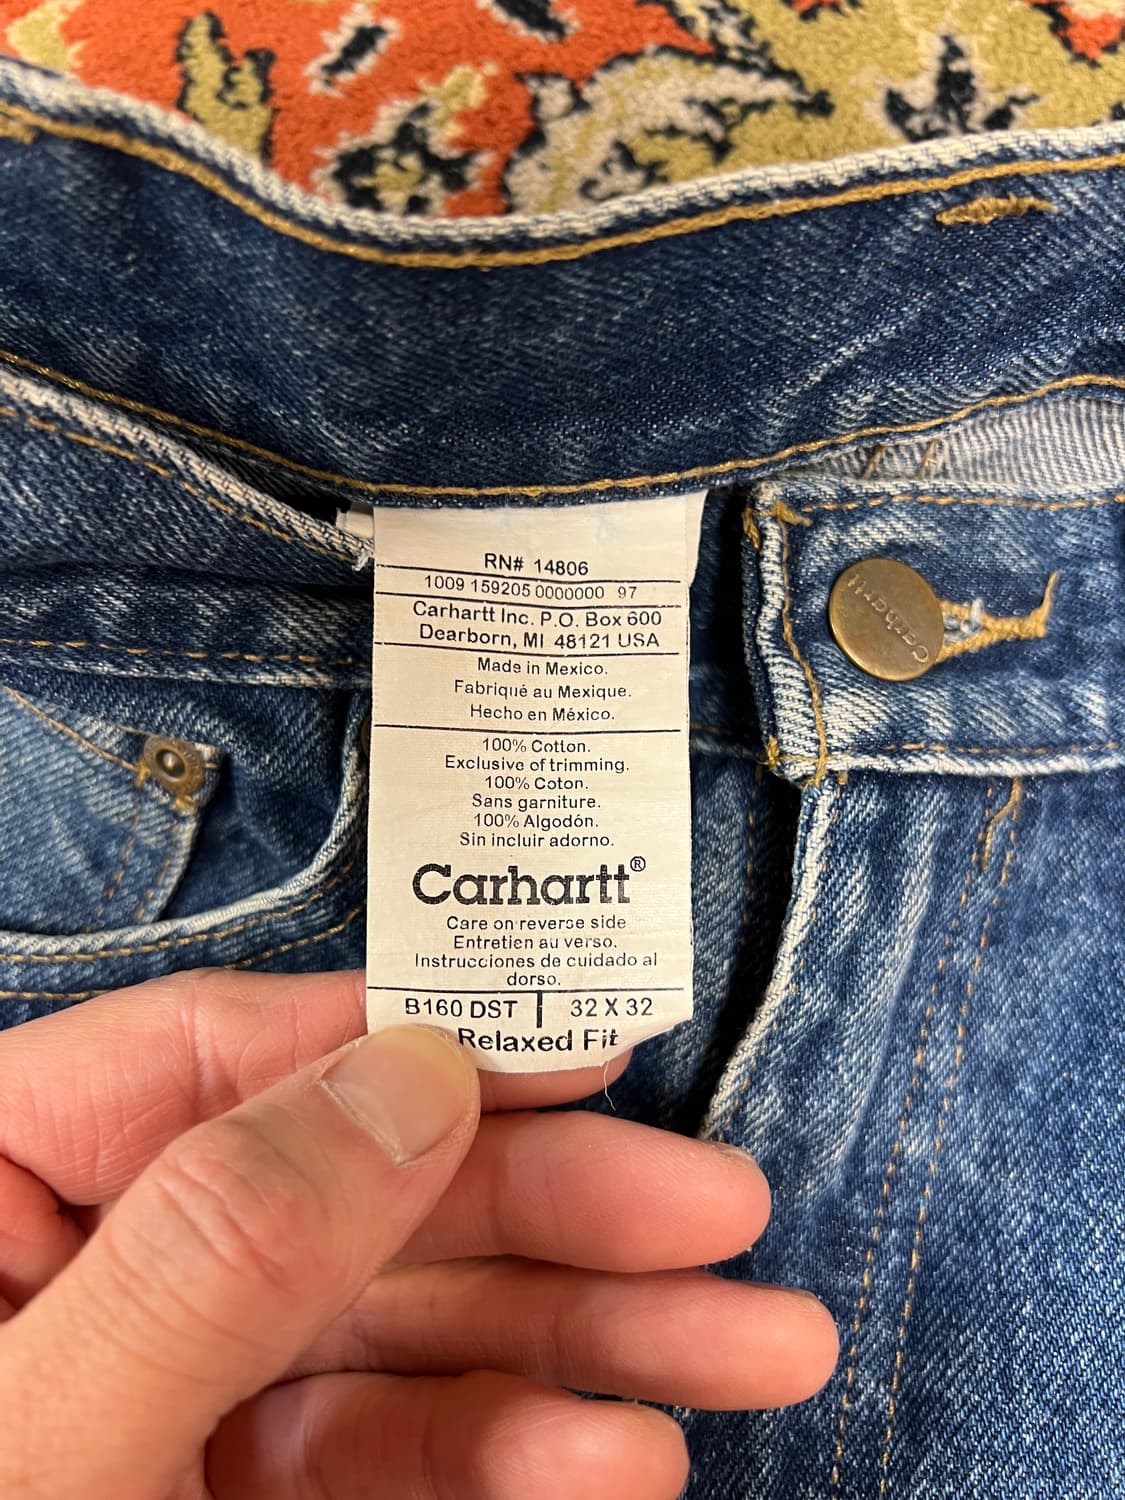 RN# 14806
1009 159205 0000000 97
Carhartt Inc. P.O. Box 600
Dearborn, MI 48121 USA
Made in Mexico.
Fabriqué au Mexique.
Hecho en México.
100% Cotton.
Exclusive of trimming.
100% Coton.
Sans garniture.
100% Algodón.
Sin incluir adorno.
Carhartt®
Care on reverse side
Entretien au verso.
Instrucciones de cuidado al
dorso.
B160 DST | 32 X 32
Relaxed Fit
Carhartt